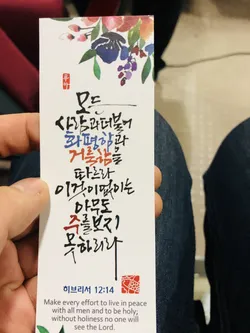 모든
사람과 더불어
화평함과
거룩함을
따르라
이것이 없이는
아무도
주를 보지
못하리라
히브리서 12:14
Make every effort to live in peace
with all men and to be holy;
without holiness no one will
see the Lord.